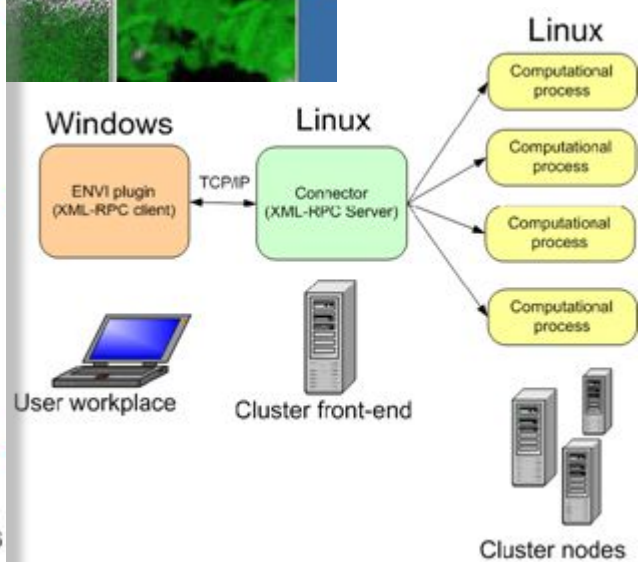 Linux
Computational
process
Windows
Linux
ENVI plugin
(XML-RPC client)
TCP/IP
Connector
(XML-RPC Server)
Computational
process
Computational
process
Computational
process
User workplace
Cluster front-end
Cluster nodes